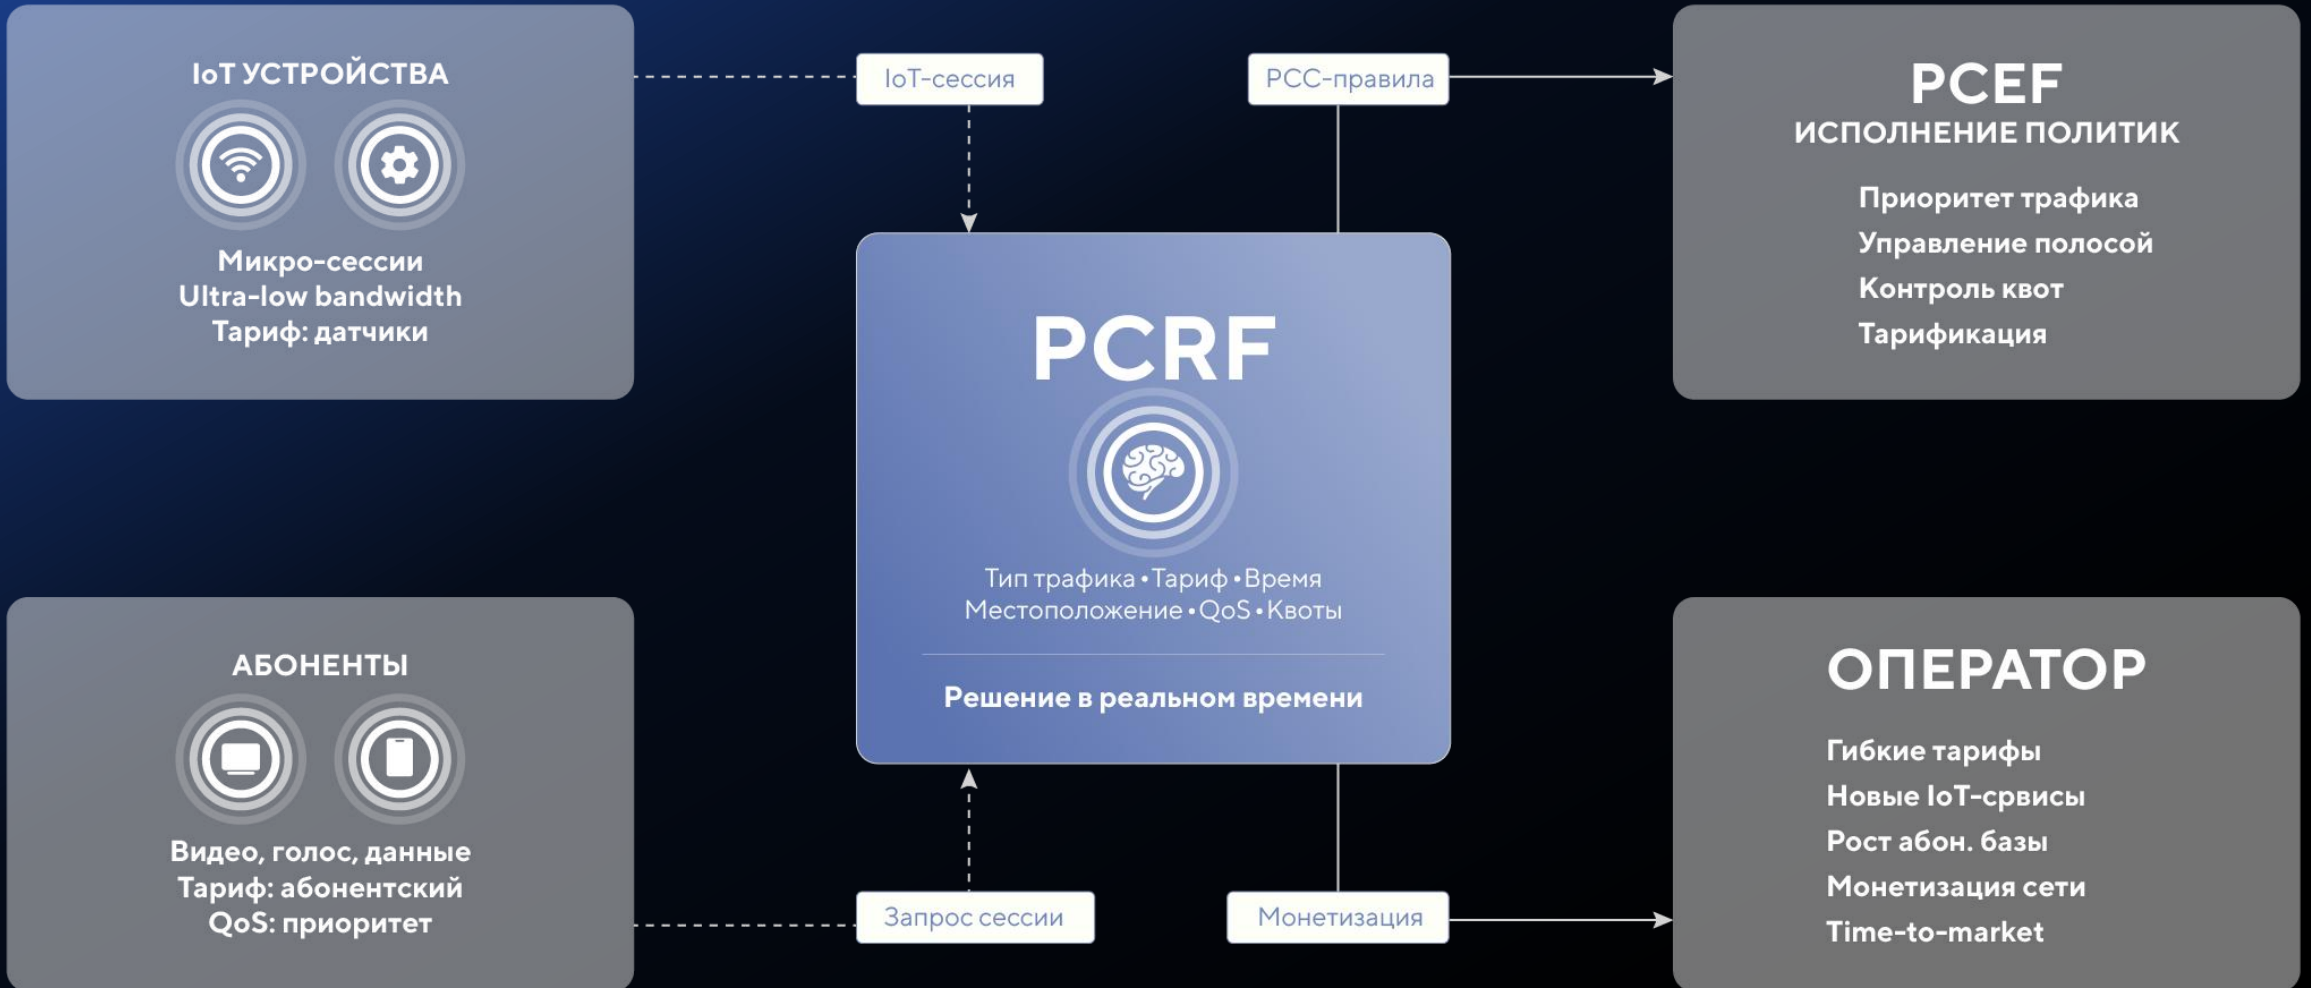 IoT УСТРОЙСТВА
Микро-сессии
Ultra-low bandwidth
Тариф: датчики
IoT-сессия
PCC-правила
PCEF
ИСПОЛНЕНИЕ ПОЛИТИК
Приоритет трафика
Управление полосой
Контроль квот
Тарификация
PCRF
Тип трафика • Тариф • Время
Местоположение • QoS • Квоты
Решение в реальном времени
АБОНЕНТЫ
Видео, голос, данные
Тариф: абонентский
QoS: приоритет
Запрос сессии
Монетизация
ОПЕРАТОР
Гибкие тарифы
Новые IoT-срвисы
Рост абон. базы
Монетизация сети
Time-to-market